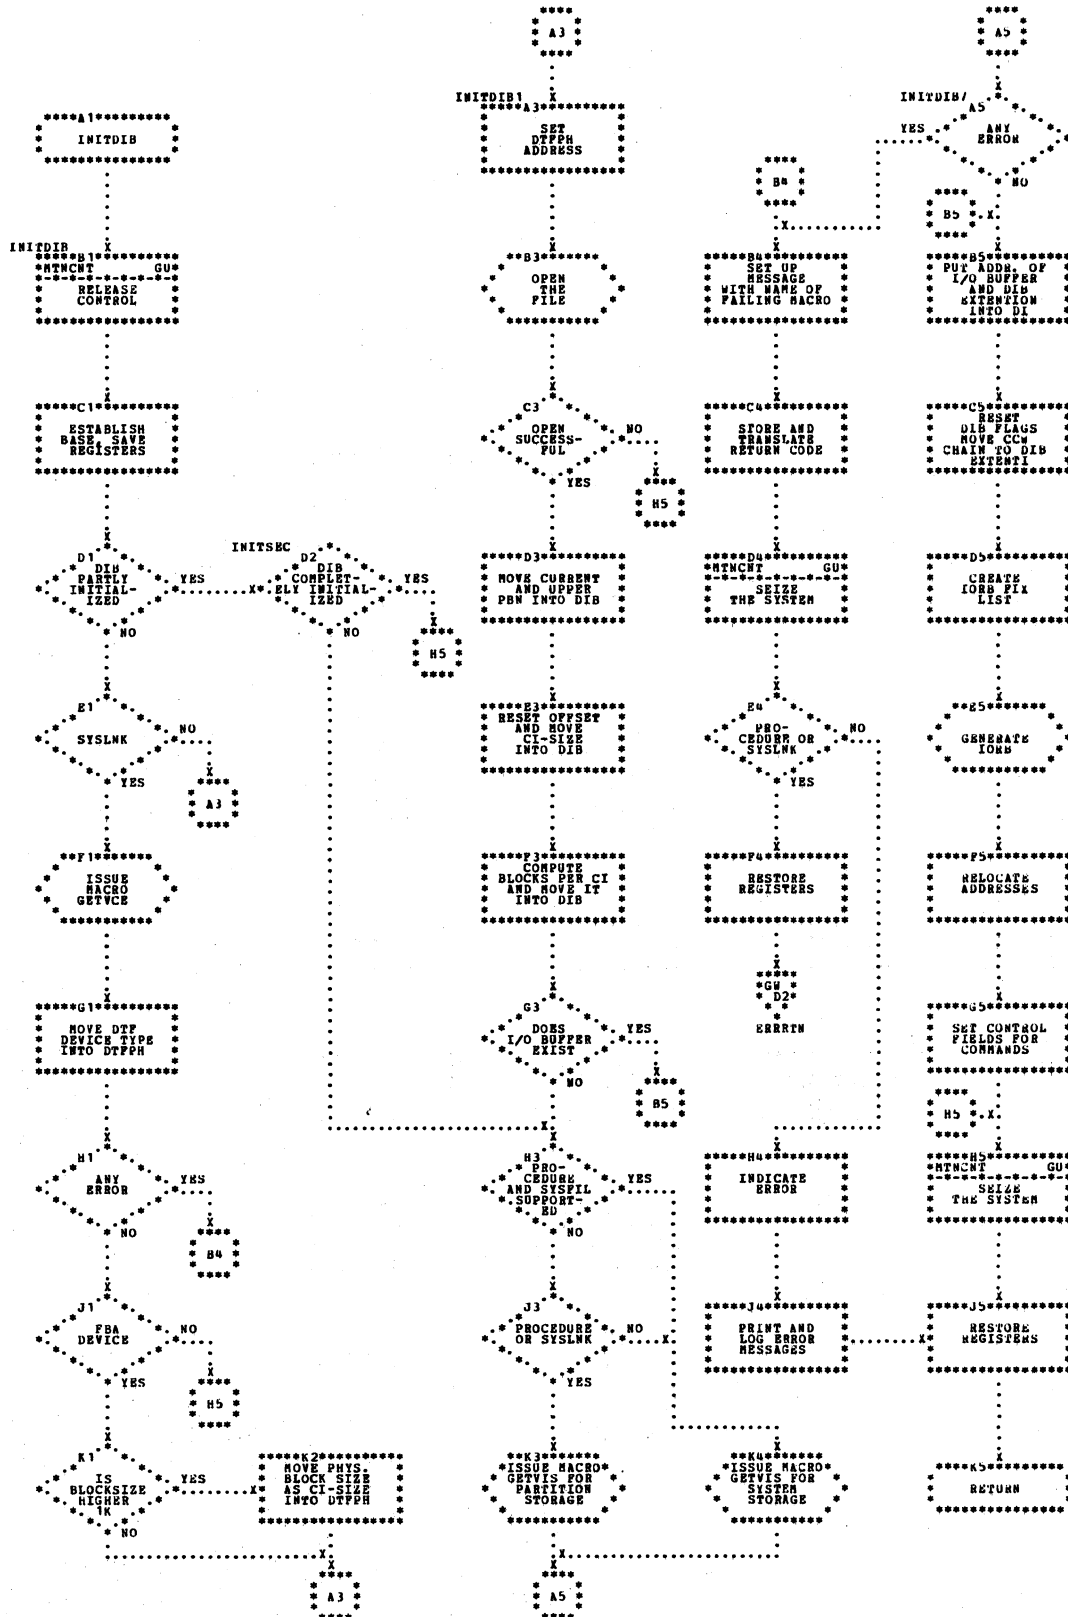 A1
INITDIB
INITDIB
B1
MTNCNT GU
RELEASE
CONTROL
C1
ESTABLISH
BASE, SAVE
REGISTERS
D1
DIB
PARTLY
INITIAL-
IZED
YES
NO
E1
SYSLNK
NO
YES
A3
F1
ISSUE
MACRO
GETVCE
G1
MOVE DTF
DEVICE TYPE
INTO DTFPH
H1
ANY
ERROR
YES
NO
B4
J1
FBA
DEVICE
NO
YES
H5
K1
IS
BLOCKSIZE
HIGHER
1K
YES
NO
INITSEC
D2
DIB
COMPLET-
ELY INITIAL-
IZED
YES
NO
H5
K2
MOVE PHYS.
BLOCK SIZE
AS CI-SIZE
INTO DTFPH
A3
A3
INITDIB1
A3
SET
DTFPH
ADDRESS
B3
OPEN
THE
FILE
C3
OPEN
SUCCESS-
FUL
NO
YES
H5
D3
MOVE CURRENT
AND UPPER
PBN INTO DIB
E3
RESET OFFSET
AND MOVE
CI-SIZE
INTO DIB
F3
COMPUTE
BLOCKS PER CI
AND MOVE IT
INTO DIB
G3
DOES
I/O BUFFER
EXIST
YES
NO
B5
H3
PRO-
CEDURE
AND SYSFIL
SUPPORT-
ED
YES
NO
J3
PROCEDURE
OR SYSLNK
NO
YES
K3
ISSUE MACRO
GETVIS FOR
PARTITION
STORAGE
A5
B4
B4
SET UP
MESSAGE
WITH NAME OF
FAILING MACRO
C4
STORE AND
TRANSLATE
RETURN CODE
D4
MTNCNT GU
SEIZE
THE SYSTEM
E4
PRO-
CEDURE OR
SYSLNK
NO
YES
F4
RESTORE
REGISTERS
GW
D2
ERRRTN
H4
INDICATE
ERROR
J4
PRINT AND
LOG ERROR
MESSAGES
K4
ISSUE MACRO
GETVIS FOR
SYSTEM
STORAGE
A5
INITDIB7
A5
ANY
ERROR
YES
NO
B5
B5
PUT ADDR. OF
I/O BUFFER
AND DIB
EXTENTION
INTO DI
C5
RESET
DIB FLAGS
MOVE CCW
CHAIN TO DIB
EXTENTI
D5
CREATE
IORB FIX
LIST
E5
GENERATE
IORB
F5
RELOCATE
ADDRESSES
G5
SET CONTROL
FIELDS FOR
COMMANDS
H5
H5
MTNCNT GU
SEIZE
THE SYSTEM
J5
RESTORE
REGISTERS
K5
RETURN